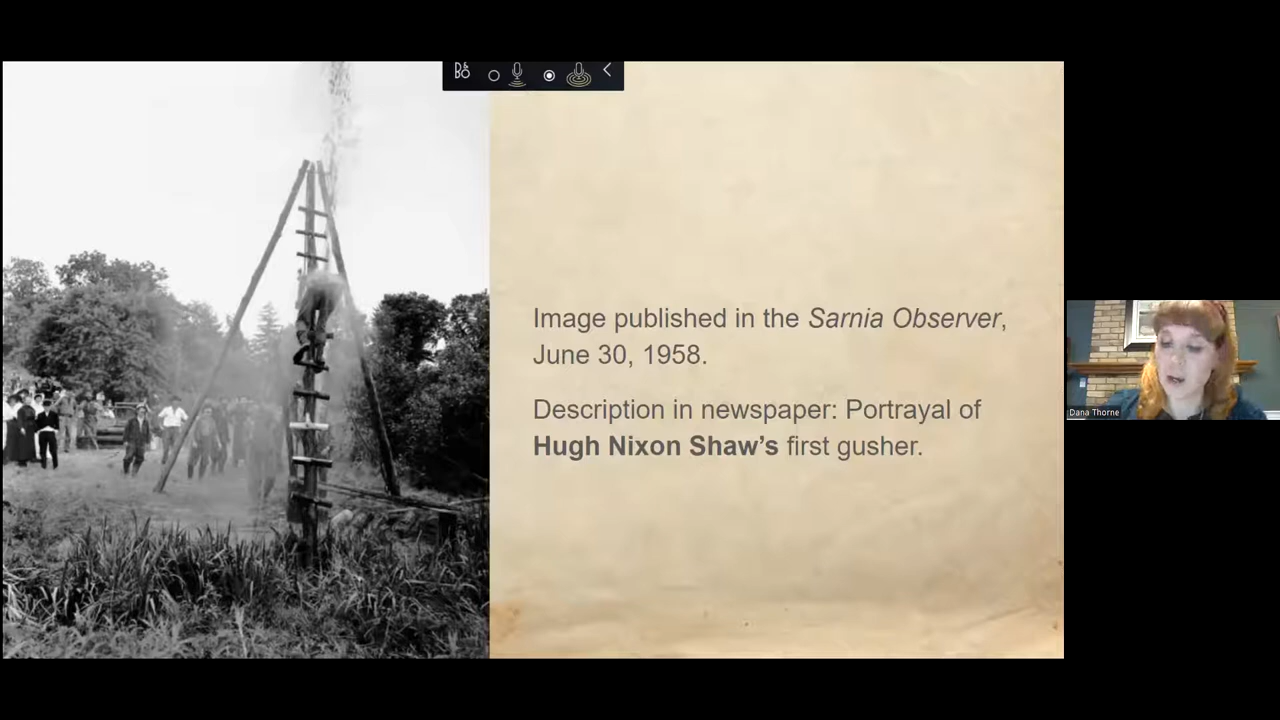 B&
BO
Image published in the Sarnia Observer,
June 30, 1958.
Description in newspaper: Portrayal of
Hugh Nixon Shaw’s first gusher.
Dana Thorne